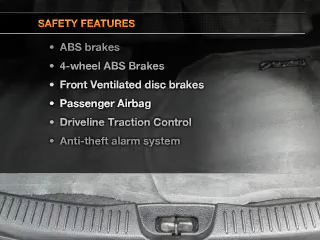 SAFETY FEATURES
• ABS brakes
• 4-wheel ABS Brakes
• Front Ventilated disc brakes
• Passenger Airbag
• Driveline Traction Control
• Anti-theft alarm system